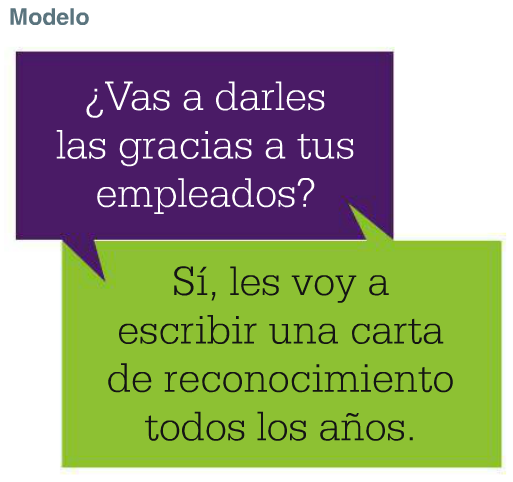 Modelo
¿Vas a darles
las gracias a tus
empleados?
Sí, les voy a
escribir una carta
de reconocimiento
todos los años.